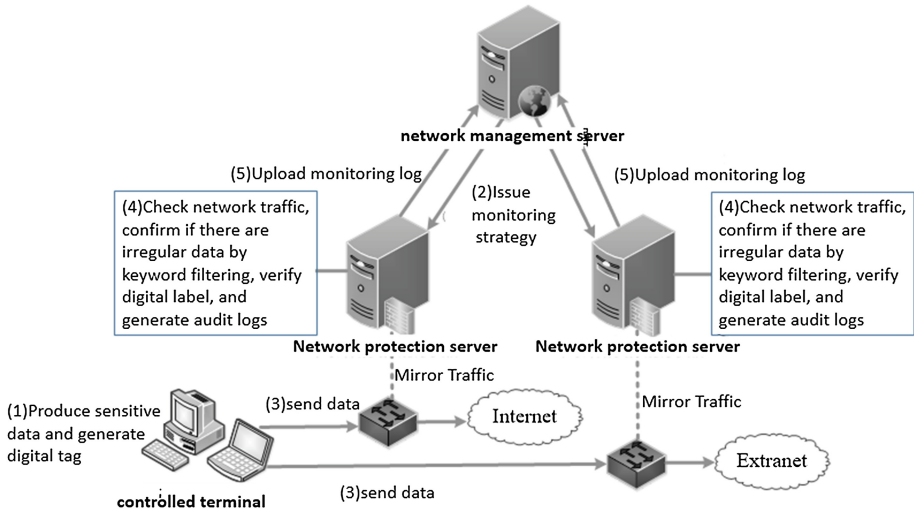 network management server
(5)Upload monitoring log
(2)Issue
monitoring
strategy
(5)Upload monitoring log
(4)Check network traffic,
confirm if there are
irregular data by
keyword filtering, verify
digital label, and
generate audit logs
(4)Check network traffic,
confirm if there are
irregular data by
keyword filtering, verify
digital label, and
generate audit logs
Network protection server
Network protection server
Mirror Traffic
Mirror Traffic
(1)Produce sensitive
data and generate
digital tag
(3)send data
Internet
Extranet
controlled terminal
(3)send data